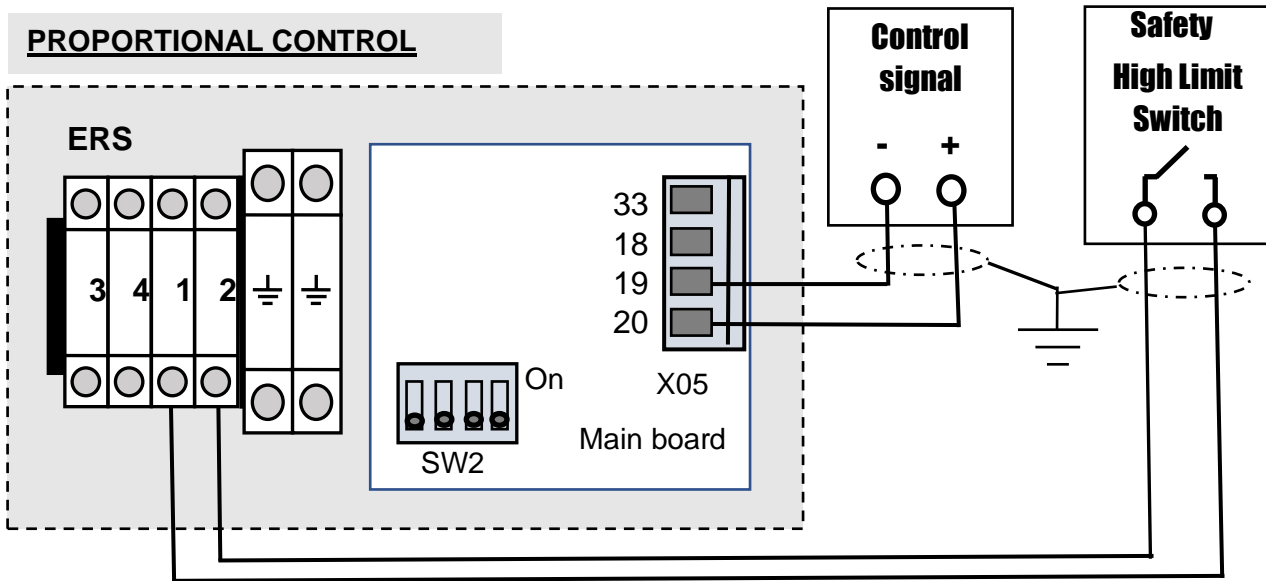 PROPORTIONAL CONTROL
Control
signal
- +
Safety
High Limit
Switch
ERS
3 4 1 2
33
18
19
20
X05
On
SW2
Main board